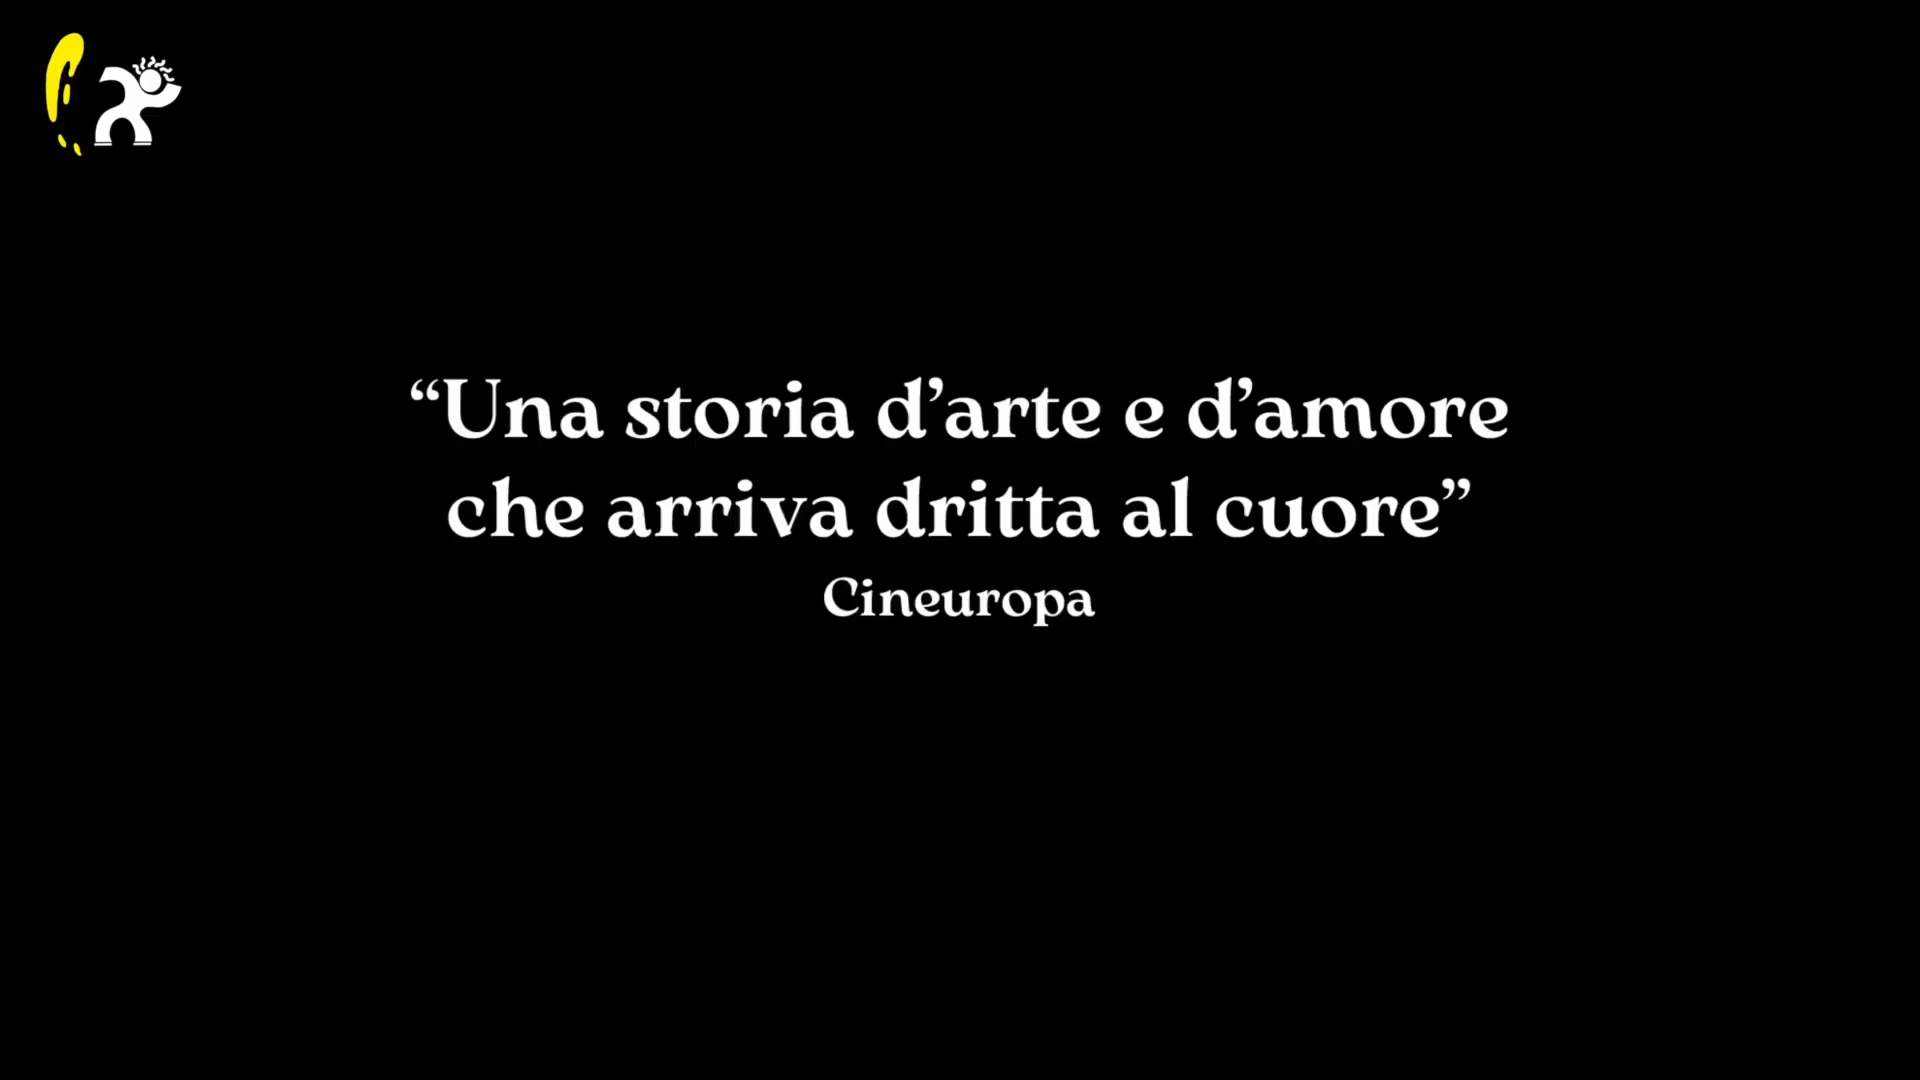 “Una storia d’arte e d’amore
che arriva dritta al cuore”
Cineuropa